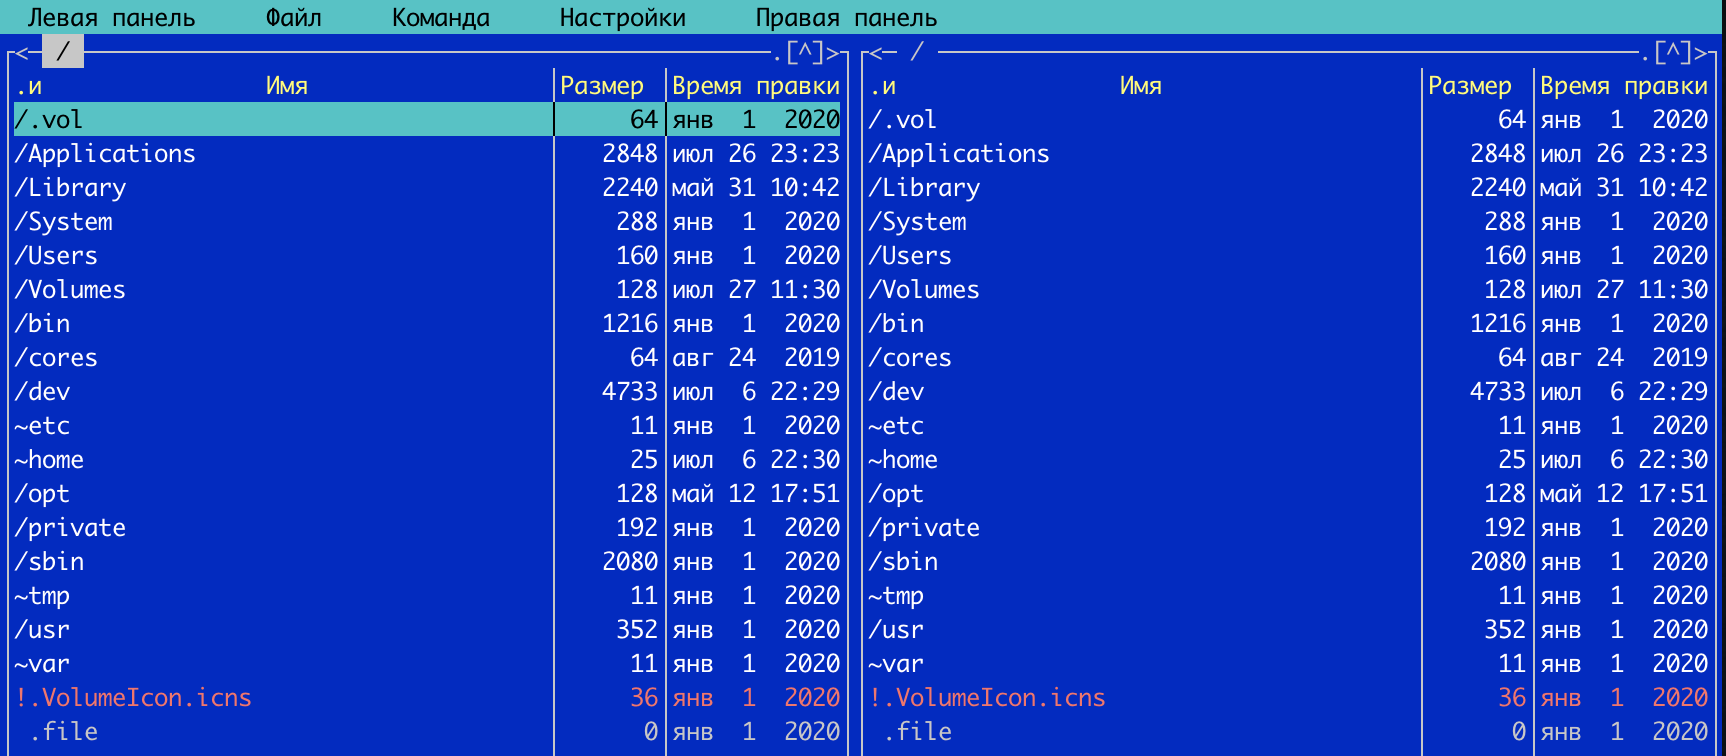 Левая панель Файл Команда Настройки Правая панель
<- / .[^]> <- / .[^]>
.и Имя Размер Время правки .и Имя Размер Время правки
/.vol 64 янв 1 2020 /.vol 64 янв 1 2020
/Applications 2848 июл 26 23:23 /Applications 2848 июл 26 23:23
/Library 2240 май 31 10:42 /Library 2240 май 31 10:42
/System 288 янв 1 2020 /System 288 янв 1 2020
/Users 160 янв 1 2020 /Users 160 янв 1 2020
/Volumes 128 июл 27 11:30 /Volumes 128 июл 27 11:30
/bin 1216 янв 1 2020 /bin 1216 янв 1 2020
/cores 64 авг 24 2019 /cores 64 авг 24 2019
/dev 4733 июл 6 22:29 /dev 4733 июл 6 22:29
~etc 11 янв 1 2020 ~etc 11 янв 1 2020
~home 25 июл 6 22:30 ~home 25 июл 6 22:30
/opt 128 май 12 17:51 /opt 128 май 12 17:51
/private 192 янв 1 2020 /private 192 янв 1 2020
/sbin 2080 янв 1 2020 /sbin 2080 янв 1 2020
~tmp 11 янв 1 2020 ~tmp 11 янв 1 2020
/usr 352 янв 1 2020 /usr 352 янв 1 2020
~var 11 янв 1 2020 ~var 11 янв 1 2020
!.VolumeIcon.icns 36 янв 1 2020 !.VolumeIcon.icns 36 янв 1 2020
.file 0 янв 1 2020 .file 0 янв 1 2020